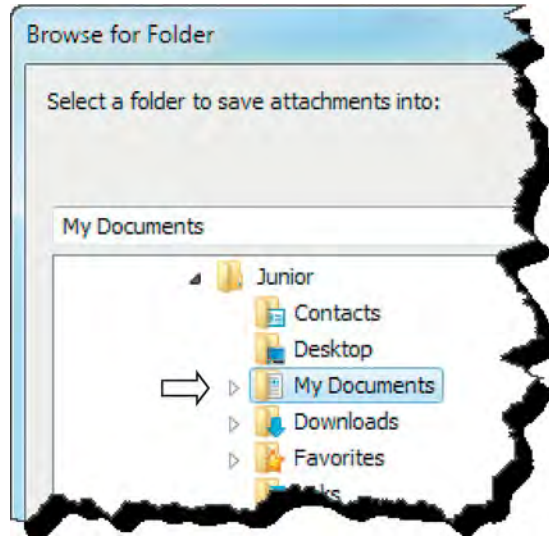 Browse for Folder
Select a folder to save attachments into:
My Documents
Junior
Contacts
Desktop
My Documents
Downloads
Favorites